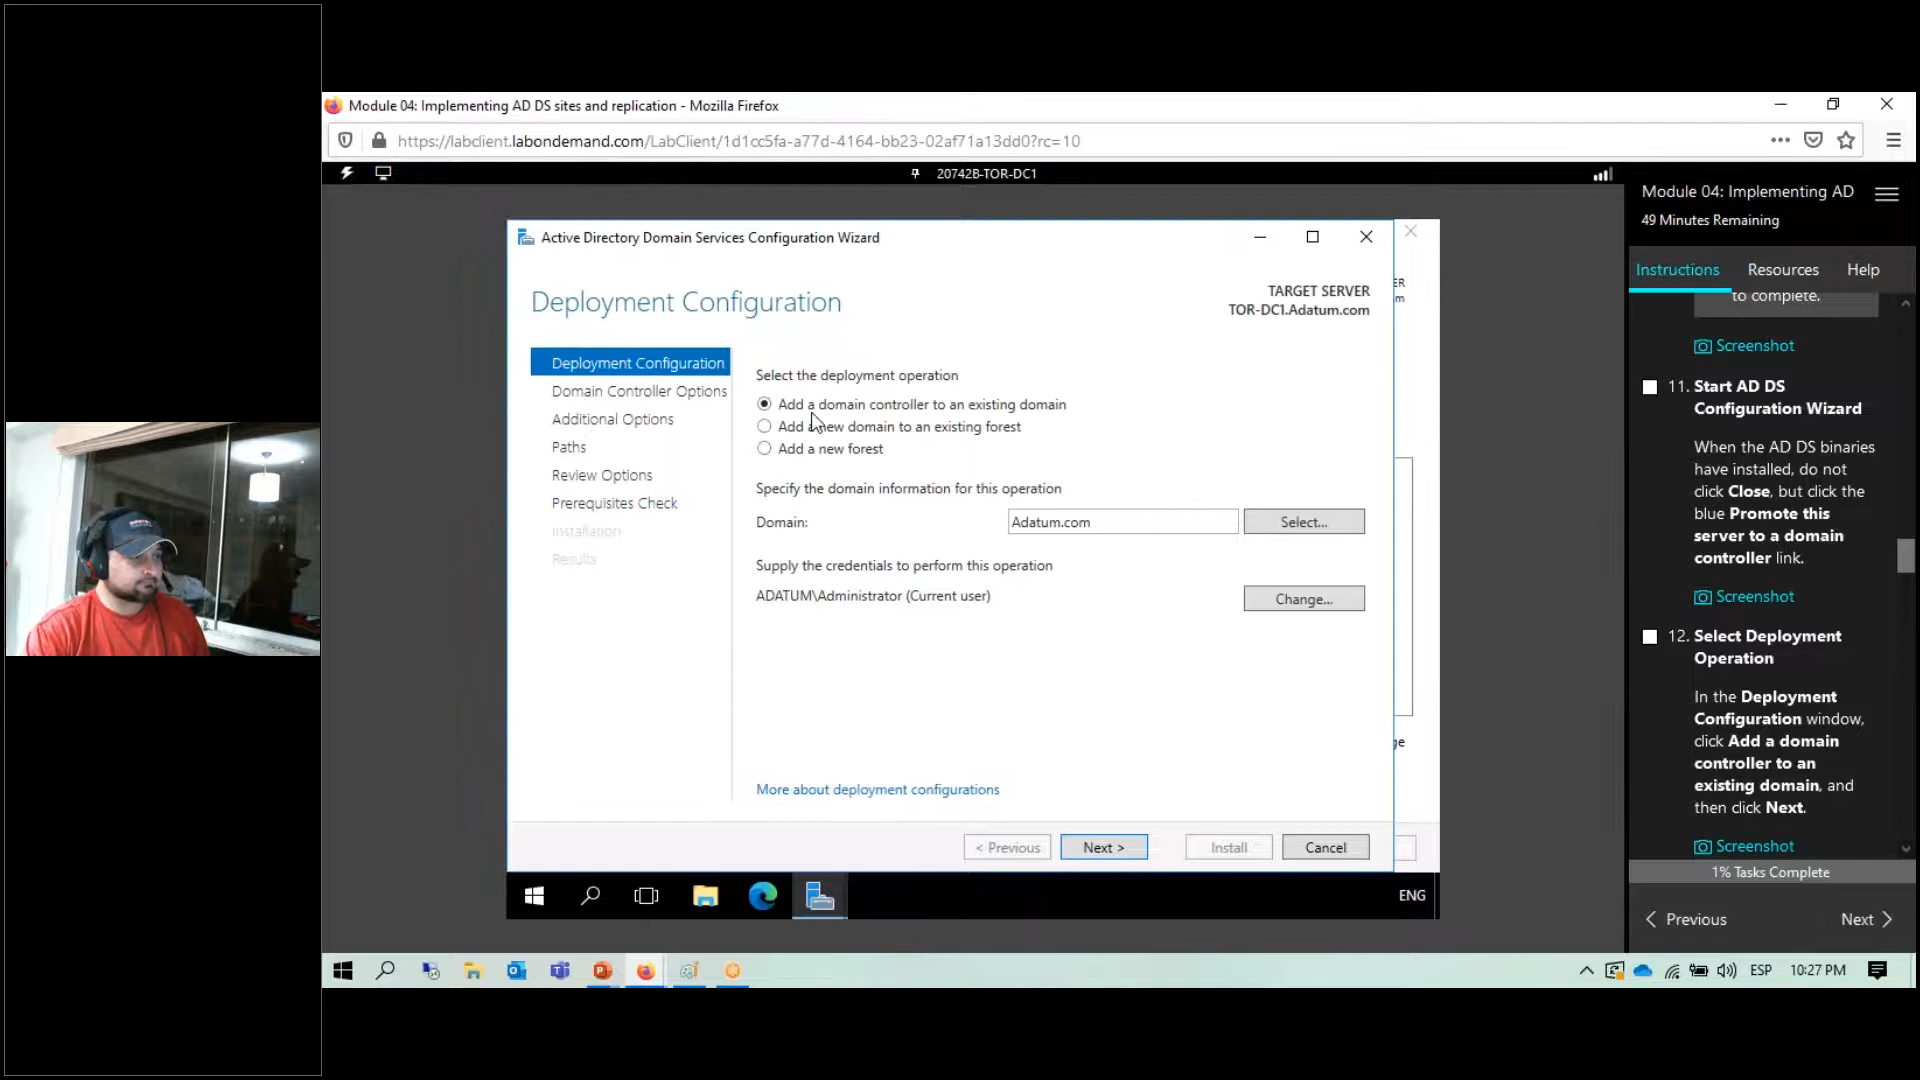 Module 04: Implementing AD DS sites and replication - Mozilla Firefox
https://labclient.labondemand.com/LabClient/1d1cc5fa-a77d-4164-bb23-02af71a13dd0?rc=10
20742B-TOR-DC1
Active Directory Domain Services Configuration Wizard
Deployment Configuration
TARGET SERVER
TOR-DC1.Adatum.com
Deployment Configuration
Domain Controller Options
Additional Options
Paths
Review Options
Prerequisites Check
Installation
Results
Select the deployment operation
Add a domain controller to an existing domain
Add a new domain to an existing forest
Add a new forest
Specify the domain information for this operation
Domain:
Adatum.com
Select...
Supply the credentials to perform this operation
ADATUM\Administrator (Current user)
Change...
More about deployment configurations
< Previous
Next >
Install
Cancel
ENG
Module 04: Implementing AD
49 Minutes Remaining
Instructions
Resources
Help
to complete.
Screenshot
11. Start AD DS
Configuration Wizard
When the AD DS binaries
have installed, do not
click Close, but click the
blue Promote this
server to a domain
controller link.
Screenshot
12. Select Deployment
Operation
In the Deployment
Configuration window,
click Add a domain
controller to an
existing domain, and
then click Next.
Screenshot
1% Tasks Complete
Previous
Next
ESP
10:27 PM